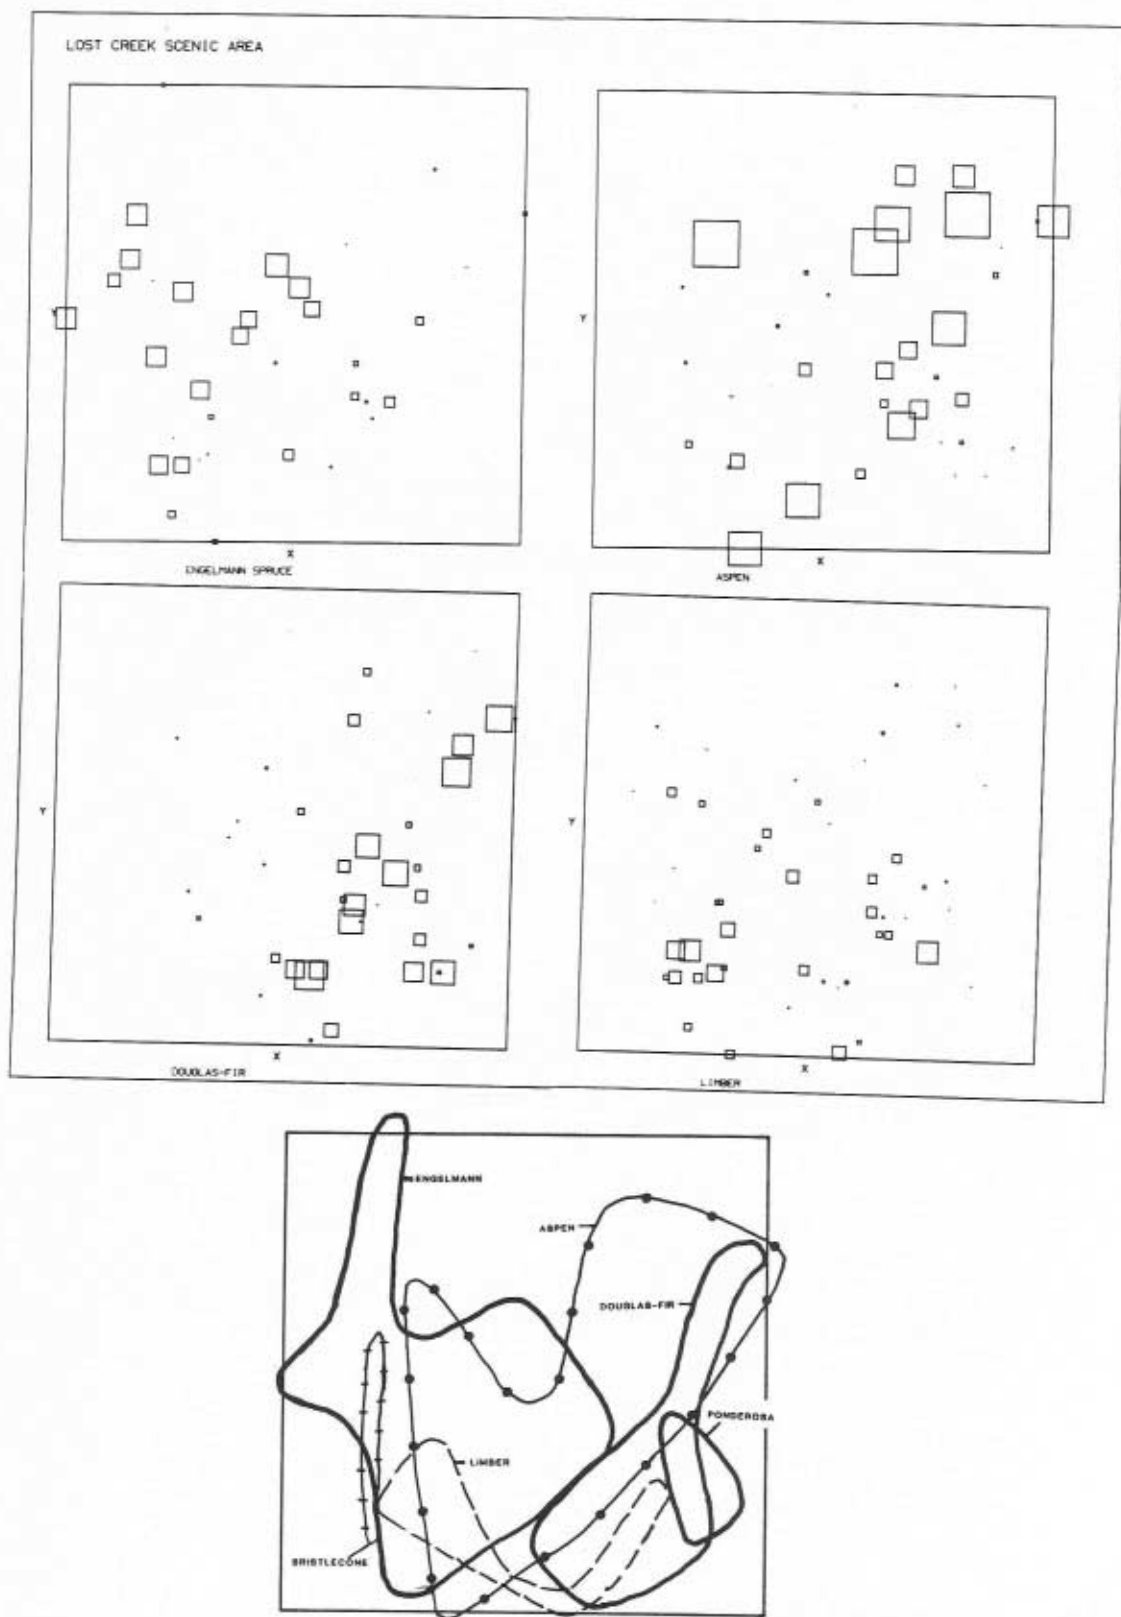 LOST CREEK SCENIC AREA
Y
X
ENGELMANN SPRUCE
Y
X
ASPEN
Y
X
DOUGLAS-FIR
Y
X
LIMBER
ENGELMANN
ASPEN
DOUGLAS-FIR
PONDEROSA
LIMBER
BRISTLECONE